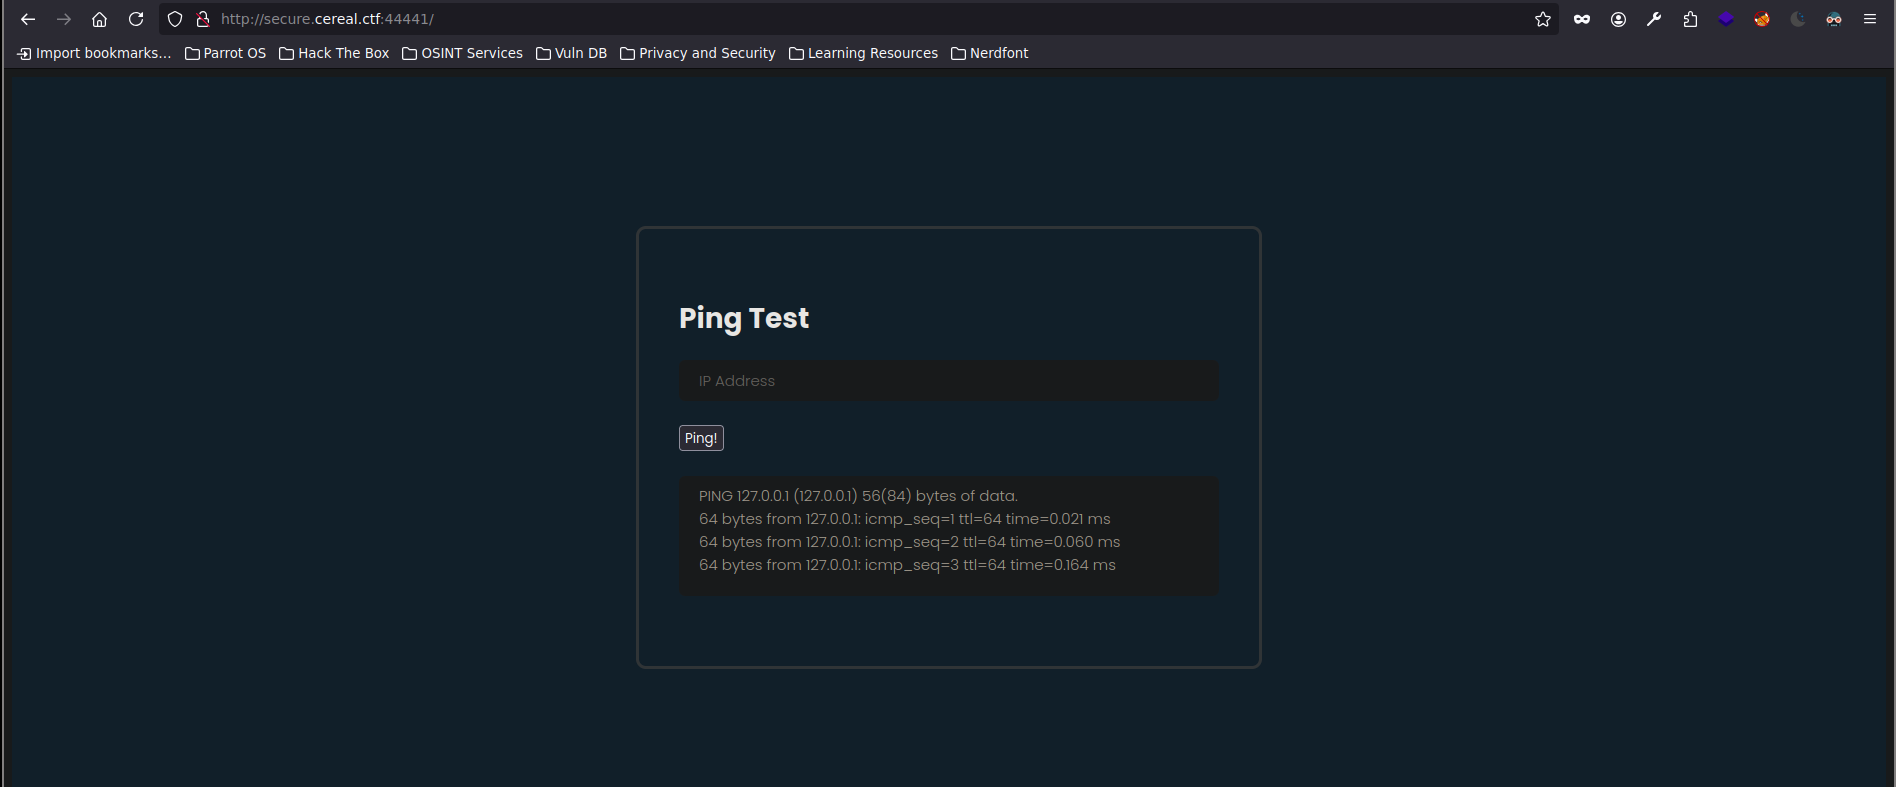 http://secure.cereal.ctf:44441/
Import bookmarks... Parrot OS Hack The Box OSINT Services Vuln DB Privacy and Security Learning Resources Nerdfont
Ping Test
IP Address
Ping!
PING 127.0.0.1 (127.0.0.1) 56(84) bytes of data.
64 bytes from 127.0.0.1: icmp_seq=1 ttl=64 time=0.021 ms
64 bytes from 127.0.0.1: icmp_seq=2 ttl=64 time=0.060 ms
64 bytes from 127.0.0.1: icmp_seq=3 ttl=64 time=0.164 ms